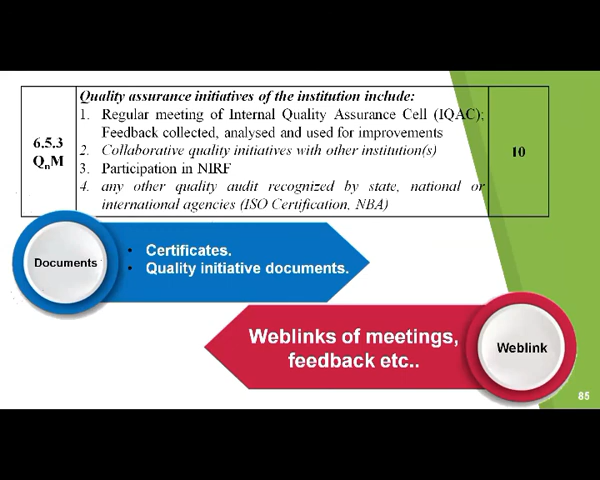 Quality assurance initiatives of the institution include:
1. Regular meeting of Internal Quality Assurance Cell (IQAC);
Feedback collected, analysed and used for improvements
2. Collaborative quality initiatives with other institution(s)
3. Participation in NIRF
4. any other quality audit recognized by state, national or
international agencies (ISO Certification, NBA)
6.5.3
QnM
10
Documents
• Certificates.
• Quality initiative documents.
Weblinks of meetings,
feedback etc..
Weblink
85